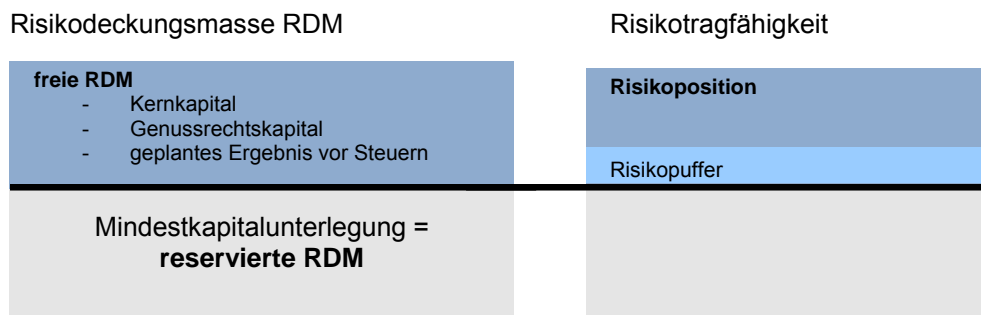 Risikodeckungsmasse RDM
freie RDM
- Kernkapital
- Genussrechtskapital
- geplantes Ergebnis vor Steuern
Mindestkapitalunterlegung =
reservierte RDM
Risikotragfähigkeit
Risikoposition
Risikopuffer